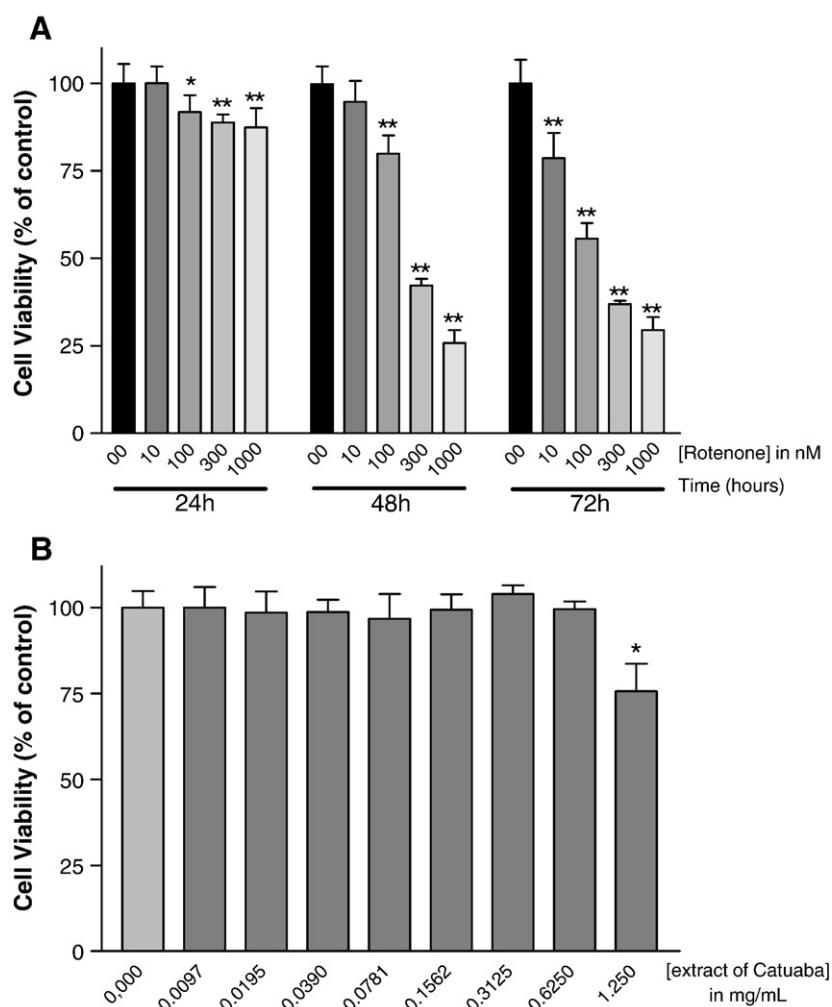 A
Cell Viability (% of control)
100
75
50
25
0
* ** **
** ** **
** ** ** **
00 10 100 300 1000 00 10 100 300 1000 00 10 100 300 1000 [Rotenone] in nM
24h 48h 72h Time (hours)
B
Cell Viability (% of control)
100
75
50
25
0
*
0,000 0.0097 0.0195 0.0390 0.0781 0.1562 0.3125 0.6250 1.250 [extract of Catuaba]
in mg/mL